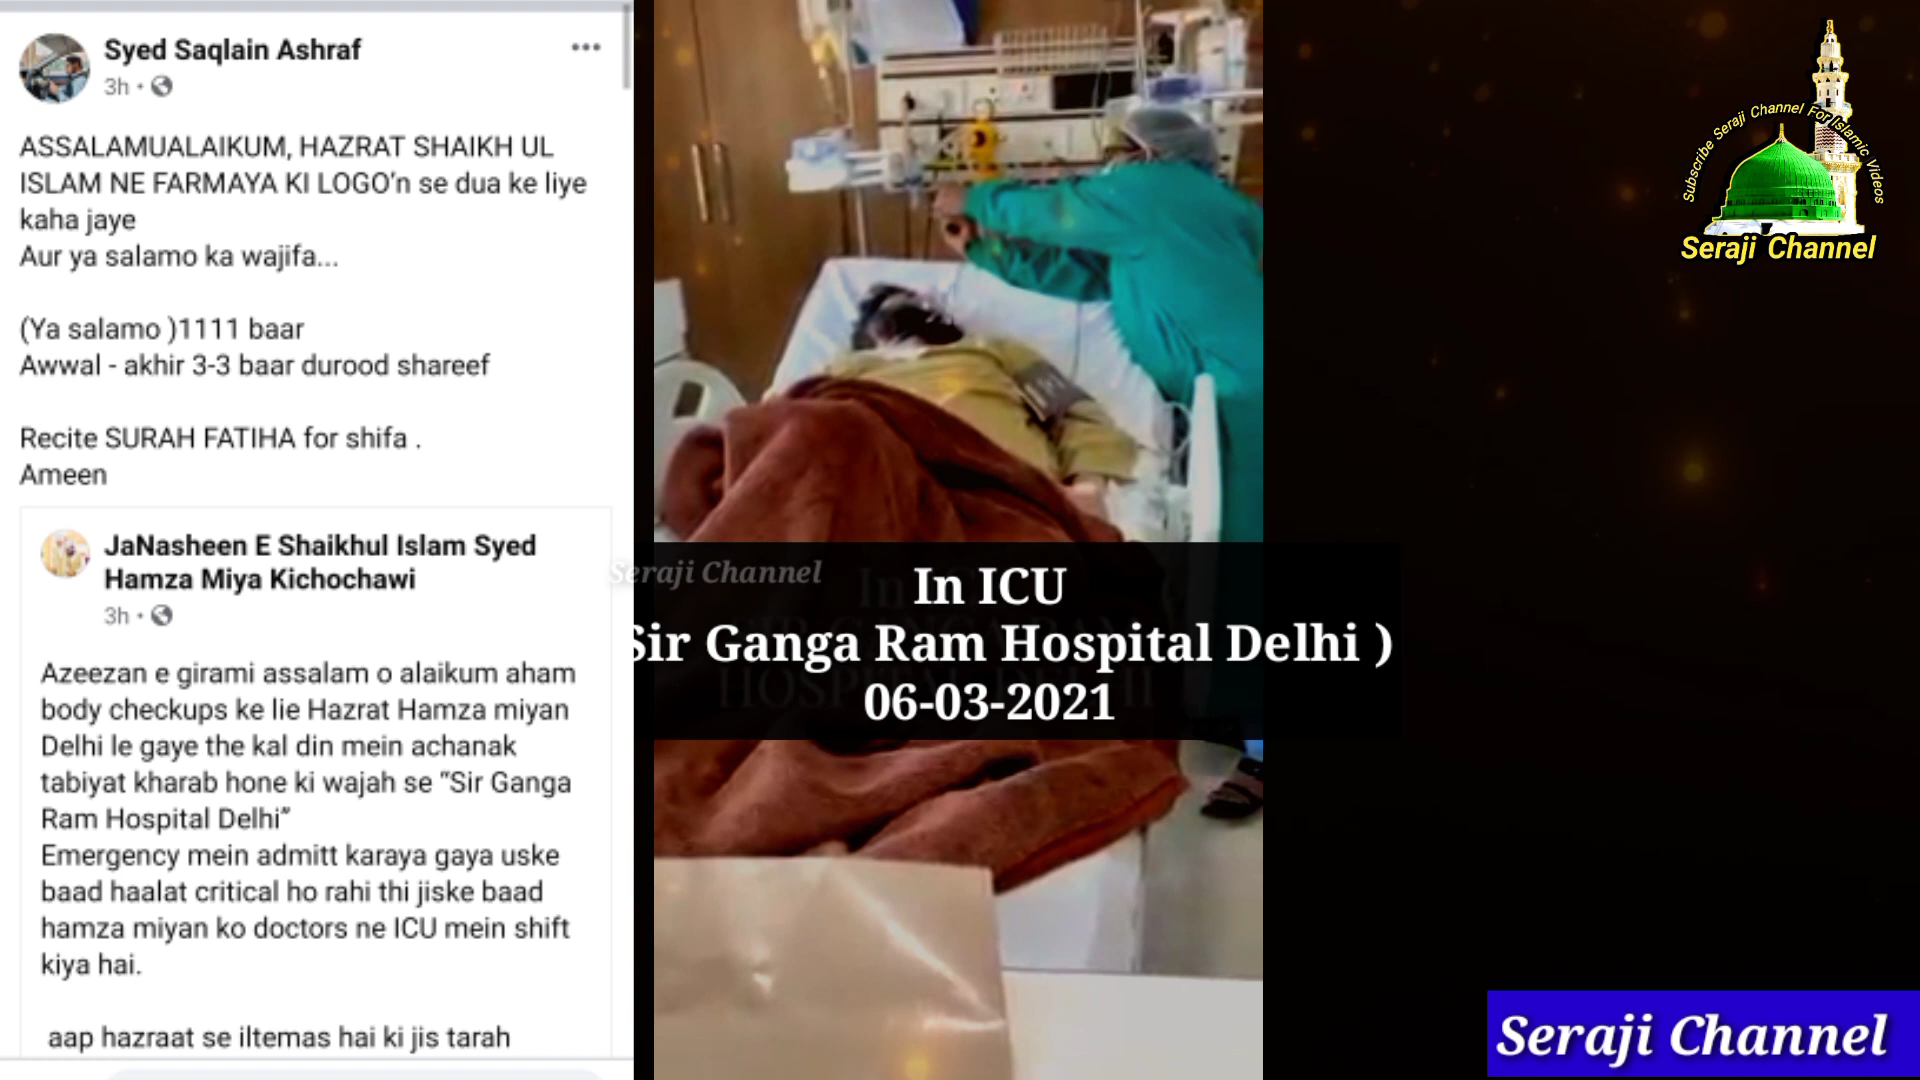 Syed Saqlain Ashraf
3h
ASSALAMUALAIKUM, HAZRAT SHAIKH UL
ISLAM NE FARMAYA KI LOGO'n se dua ke liye
kaha jaye
Aur ya salamo ka wajifa...
(Ya salamo )1111 baar
Awwal - akhir 3-3 baar durood shareef
Recite SURAH FATIHA for shifa .
Ameen
JaNasheen E Shaikhul Islam Syed
Hamza Miya Kichochawi
3h
Azeezan e girami assalam o alaikum aham
body checkups ke lie Hazrat Hamza miyan
Delhi le gaye the kal din mein achanak
tabiyat kharab hone ki wajah se “Sir Ganga
Ram Hospital Delhi”
Emergency mein admitt karaya gaya uske
baad haalat critical ho rahi thi jiske baad
hamza miyan ko doctors ne ICU mein shift
kiya hai.
aap hazraat se iltemas hai ki jis tarah
Seraji Channel
In ICU
Sir Ganga Ram Hospital Delhi )
06-03-2021
Subscribe Seraji Channel For Islamic Videos
Seraji Channel
Seraji Channel